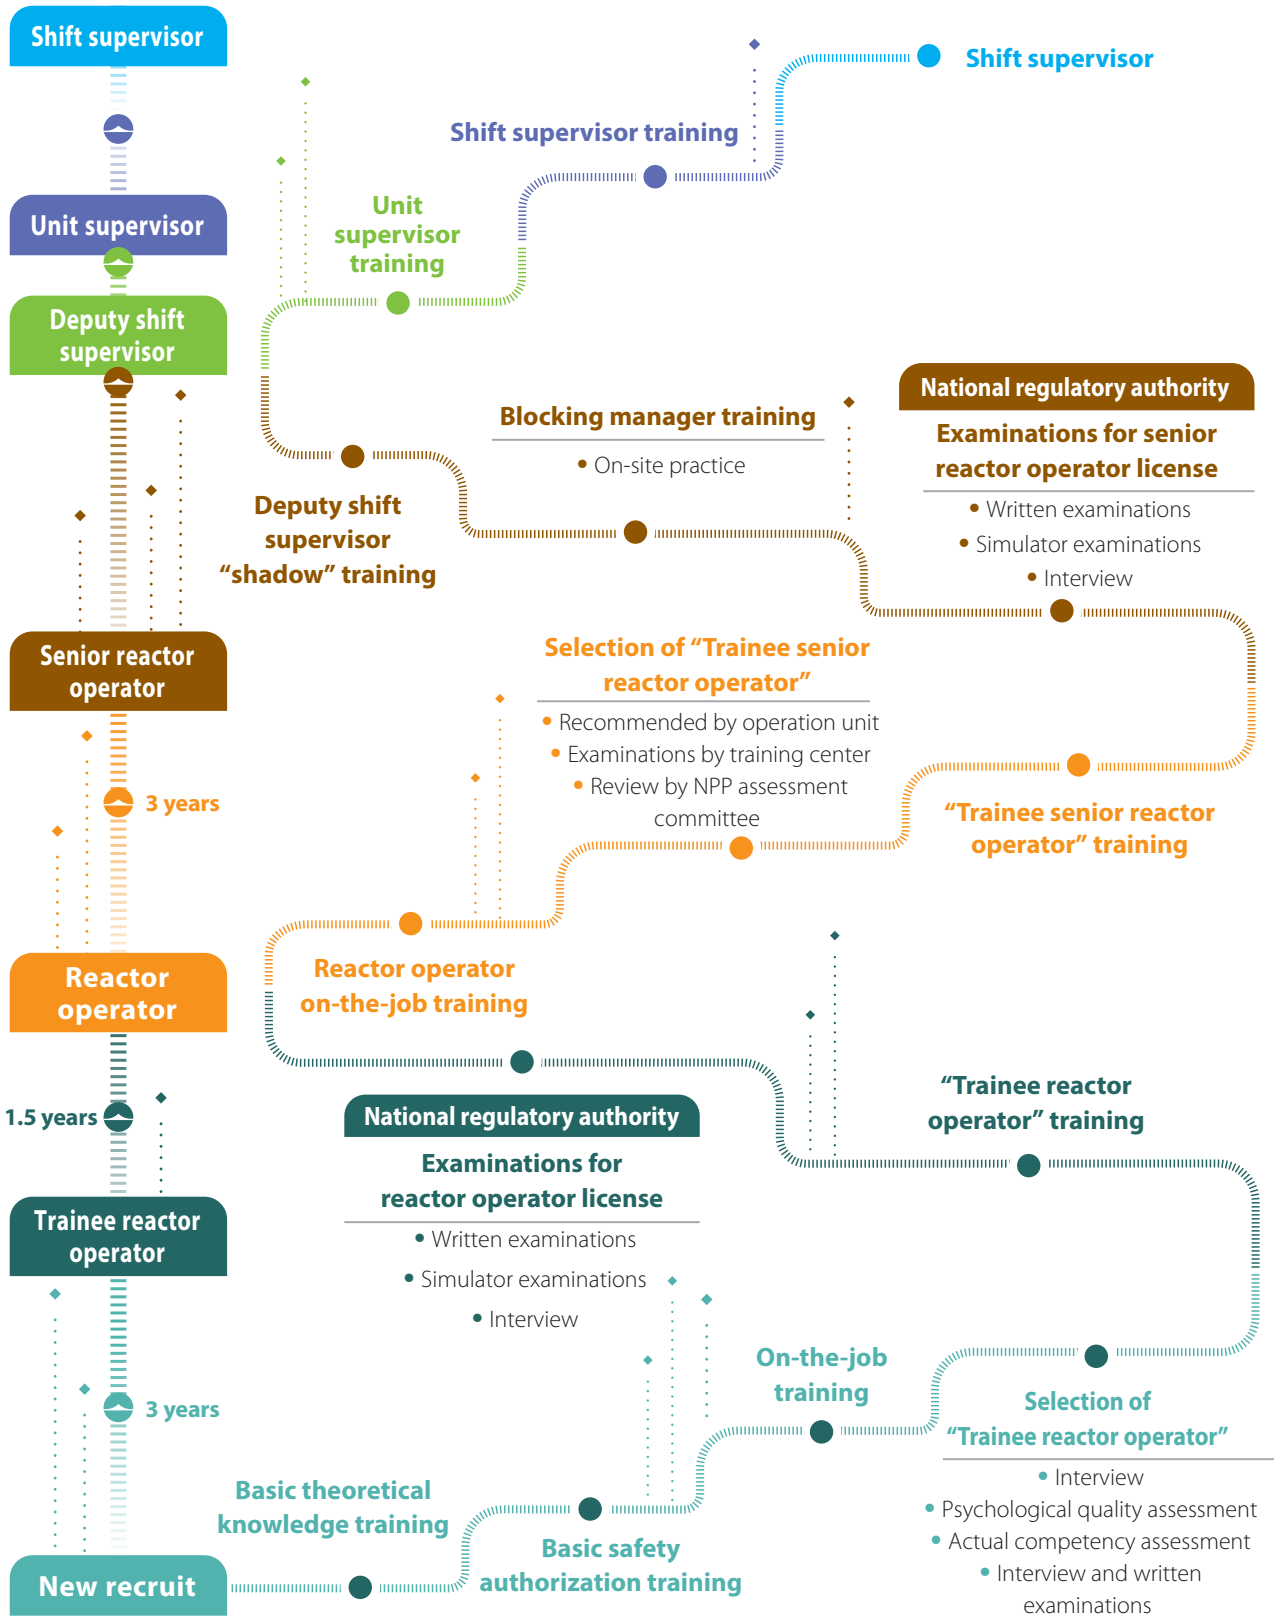 Shift supervisor
Shift supervisor
Shift supervisor training
Unit
supervisor
training
Unit supervisor
Deputy shift
supervisor
National regulatory authority
Examinations for senior
reactor operator license
• Written examinations
• Simulator examinations
• Interview
Blocking manager training
• On-site practice
Deputy shift
supervisor
“shadow” training
Senior reactor
operator
Selection of “Trainee senior
reactor operator”
• Recommended by operation unit
• Examinations by training center
• Review by NPP assessment
committee
3 years
“Trainee senior reactor
operator” training
Reactor
operator
Reactor operator
on-the-job training
1.5 years
National regulatory authority
Examinations for
reactor operator license
• Written examinations
• Simulator examinations
• Interview
“Trainee reactor
operator” training
Trainee reactor
operator
On-the-job
training
3 years
Selection of
“Trainee reactor operator”
• Interview
• Psychological quality assessment
• Actual competency assessment
• Interview and written
examinations
Basic theoretical
knowledge training
Basic safety
authorization training
New recruit